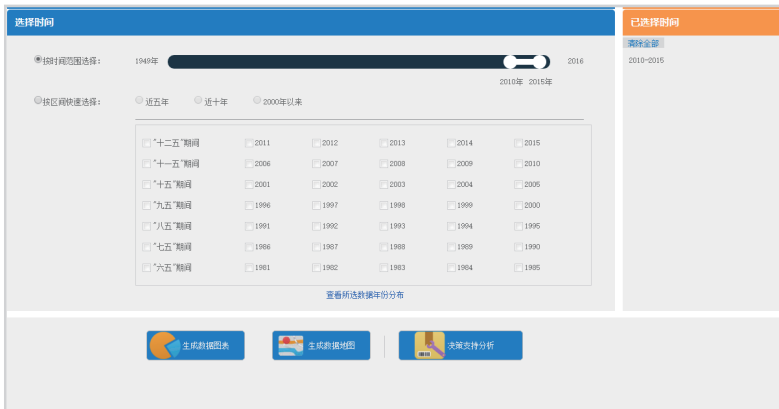 选择时间
已选择时间
清除全部
2010-2015
按时间范围选择：
1949年
2016
2010年 2015年
按区间快速选择：
近五年 近十年 2000年以来
"十二五"期间 2011 2012 2013 2014 2015
"十一五"期间 2006 2007 2008 2009 2010
"十五"期间 2001 2002 2003 2004 2005
"九五"期间 1996 1997 1998 1999 2000
"八五"期间 1991 1992 1993 1994 1995
"七五"期间 1986 1987 1988 1989 1990
"六五"期间 1981 1982 1983 1984 1985
查看所选数据年份分布
生成数据图表 生成数据地图 决策支持分析